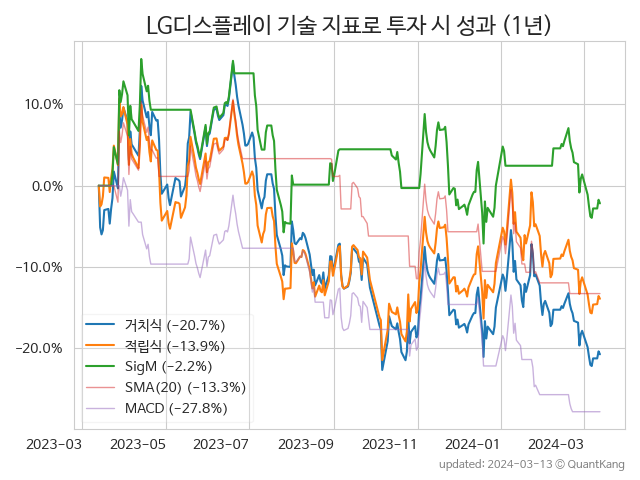 LG디스플레이 기술 지표로 투자 시 성과 (1년)
10.0%
0.0%
−10.0%
−20.0%
거치식 (−20.7%)
적립식 (−13.9%)
SigM (−2.2%)
SMA(20) (−13.3%)
MACD (−27.8%)
2023-03 2023-05 2023-07 2023-09 2023-11 2024-01 2024-03
updated: 2024-03-13 © QuantKang